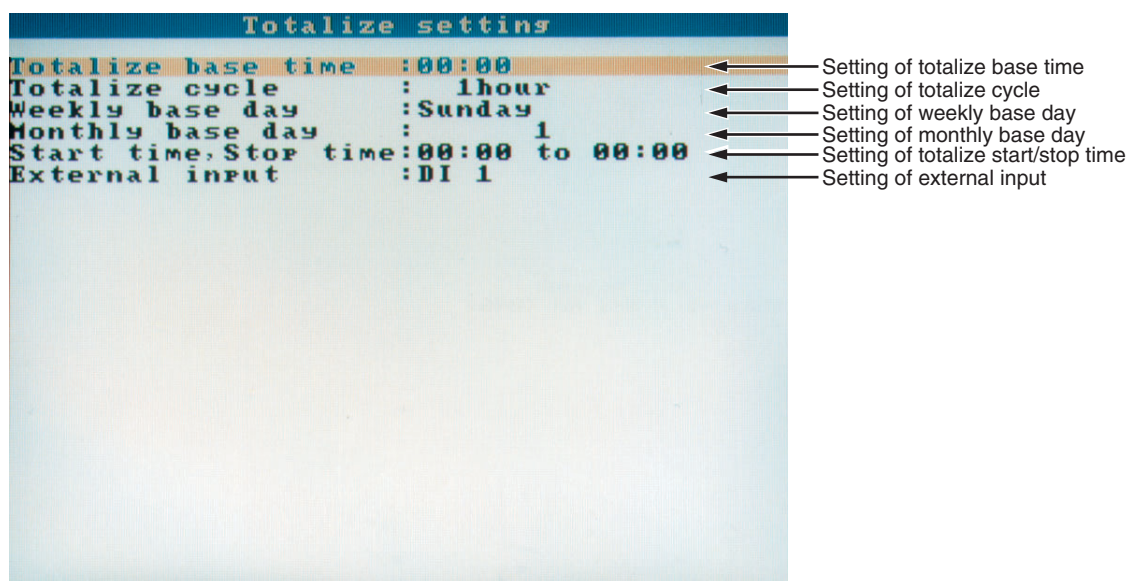 Totalize setting
Totalize base time :00:00
Setting of totalize base time
Totalize cycle : 1hour
Setting of totalize cycle
Weekly base day :Sunday
Setting of weekly base day
Monthly base day : 1
Setting of monthly base day
Start time,Stop time:00:00 to 00:00
Setting of totalize start/stop time
External input :DI 1
Setting of external input